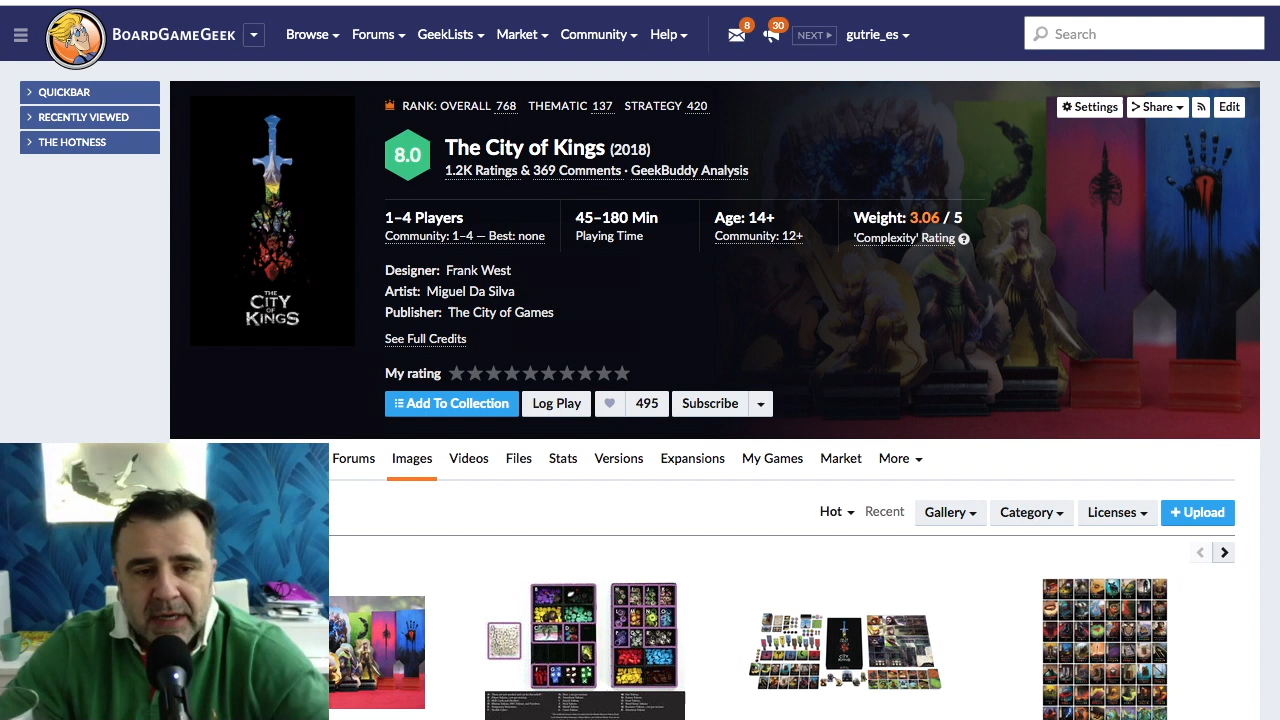 BOARDGAMEGEEK Browse Forums GeekLists Market Community Help 8 30 NEXT gutrie_es Search
QUICKBAR
RECENTLY VIEWED
THE HOTNESS
RANK: OVERALL 768 THEMATIC 137 STRATEGY 420
Settings Share Edit
8.0
The City of Kings (2018)
1.2K Ratings & 369 Comments · GeekBuddy Analysis
1–4 Players
Community: 1–4 — Best: none
45–180 Min
Playing Time
Age: 14+
Community: 12+
Weight: 3.06 / 5
'Complexity' Rating ?
Designer: Frank West
Artist: Miguel Da Silva
Publisher: The City of Games
See Full Credits
THE
CITY
OF
KINGS
My rating
Add To Collection Log Play 495 Subscribe
Forums Images Videos Files Stats Versions Expansions My Games Market More
Hot Recent Gallery Category Licenses + Upload